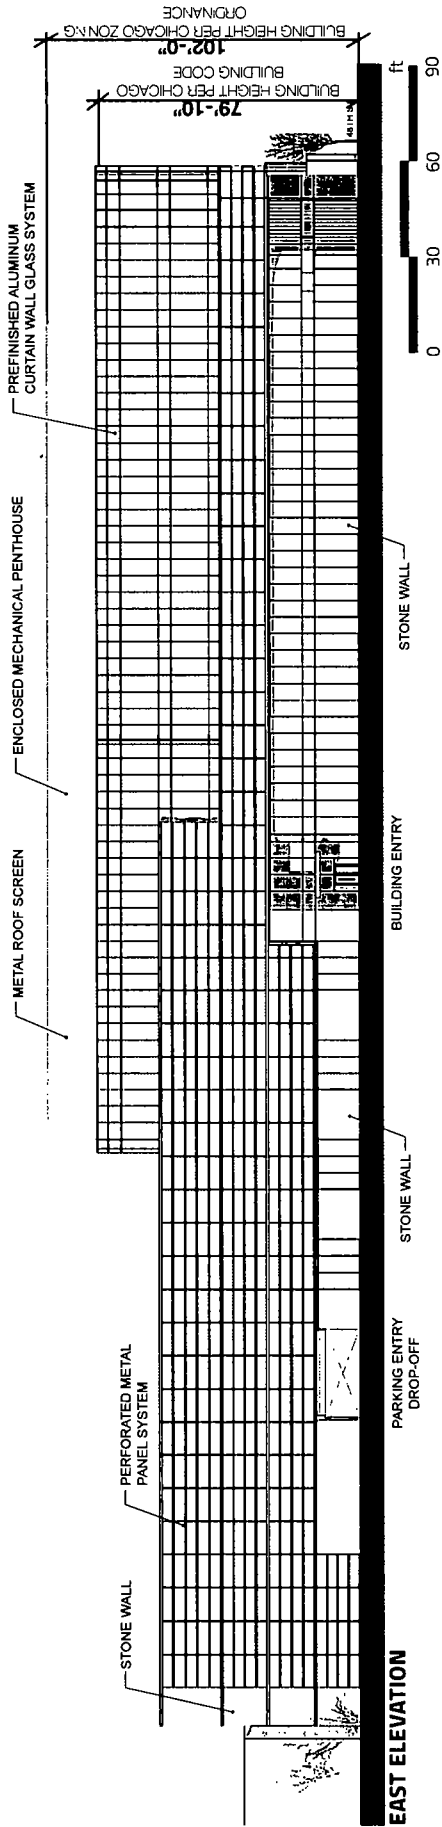 STONE WALL
PERFORATED METAL
PANEL SYSTEM
METAL ROOF SCREEN
ENCLOSED MECHANICAL PENTHOUSE
PREFINISHED ALUMINUM
CURTAIN WALL GLASS SYSTEM
BUILDING HEIGHT PER CHICAGO ZONING
ORDINANCE
102'-0"
BUILDING HEIGHT PER CHICAGO
BUILDING CODE
79'-10"
PARKING ENTRY
DROP-OFF
STONE WALL
BUILDING ENTRY
STONE WALL
EAST ELEVATION
0 30 60 90
ft